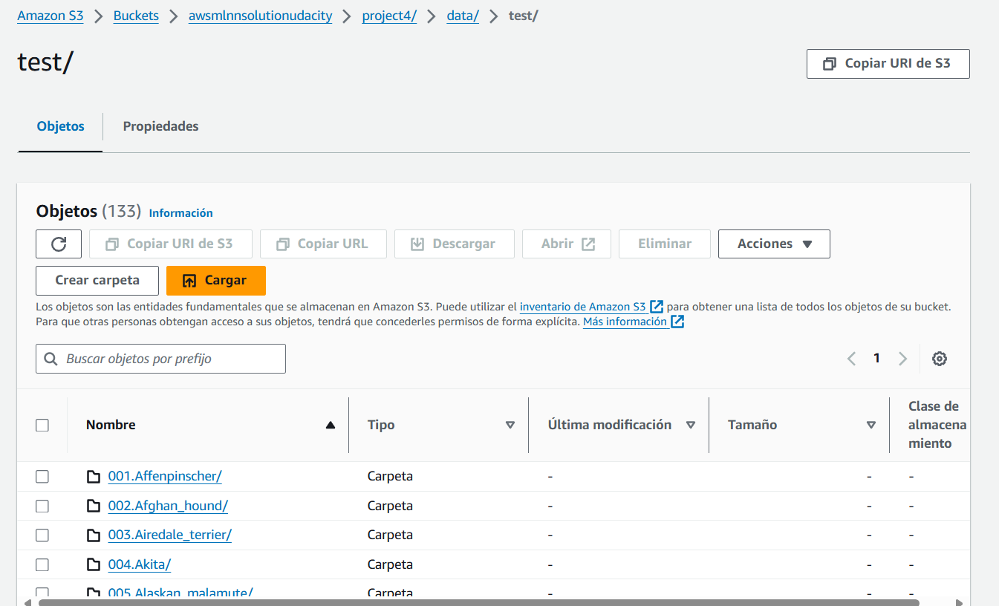 Amazon S3 > Buckets > awsmlnnsolutionudacity > project4/ > data/ > test/
test/
Copiar URI de S3
Objetos
Propiedades
Objetos (133) Información
Copiar URI de S3
Copiar URL
Descargar
Abrir
Eliminar
Acciones
Crear carpeta
Cargar
Los objetos son las entidades fundamentales que se almacenan en Amazon S3. Puede utilizar el inventario de Amazon S3 para obtener una lista de todos los objetos de su bucket.
Para que otras personas obtengan acceso a sus objetos, tendrá que concederles permisos de forma explícita. Más información
Buscar objetos por prefijo
1
Nombre
Tipo
Última modificación
Tamaño
Clase de
almacena
miento
001.Affenpinscher/ Carpeta - - -
002.Afghan_hound/ Carpeta - - -
003.Airedale_terrier/ Carpeta - - -
004.Akita/ Carpeta - - -
005.Alaskan_malamute/ Carpeta - - -